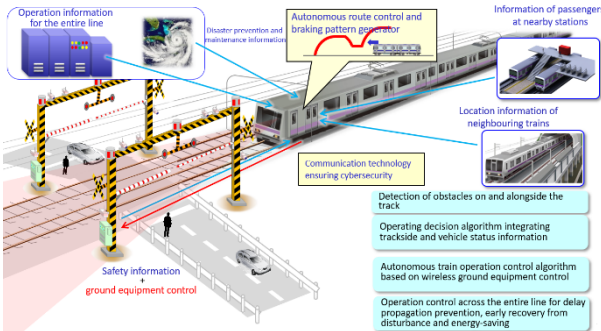 Operation information
for the entire line
Disaster prevention and
maintenance information
Autonomous route control and
braking pattern generator
Information of passengers
at nearby stations
Location information of
neighbouring trains
Communication technology
ensuring cybersecurity
Safety information
+
ground equipment control
Detection of obstacles on and alongside the
track
Operating decision algorithm integrating
trackside and vehicle status information
Autonomous train operation control algorithm
based on wireless ground equipment control
Operation control across the entire line for delay
propagation prevention, early recovery from
disturbance and energy-saving